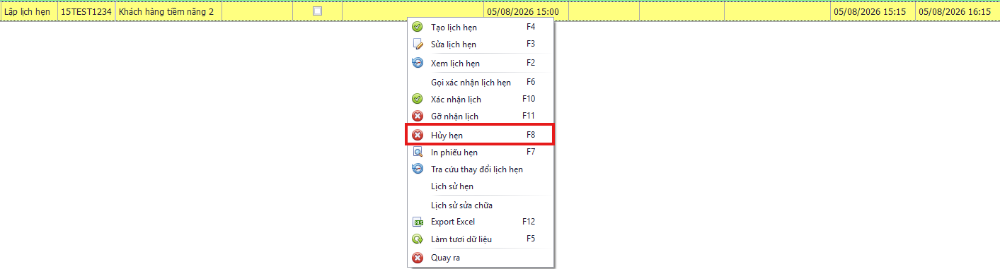 Lập lịch hẹn 15TEST1234 Khách hàng tiềm năng 2 05/08/2026 15:00 05/08/2026 15:15 05/08/2026 16:15
Tạo lịch hẹn F4
Sửa lịch hẹn F3
Xem lịch hẹn F2
Gọi xác nhận lịch hẹn F6
Xác nhận lịch F10
Gỡ nhận lịch F11
Hủy hẹn F8
In phiếu hẹn F7
Tra cứu thay đổi lịch hẹn
Lịch sử hẹn
Lịch sử sửa chữa
XLS Export Excel F12
Làm tươi dữ liệu F5
Quay ra